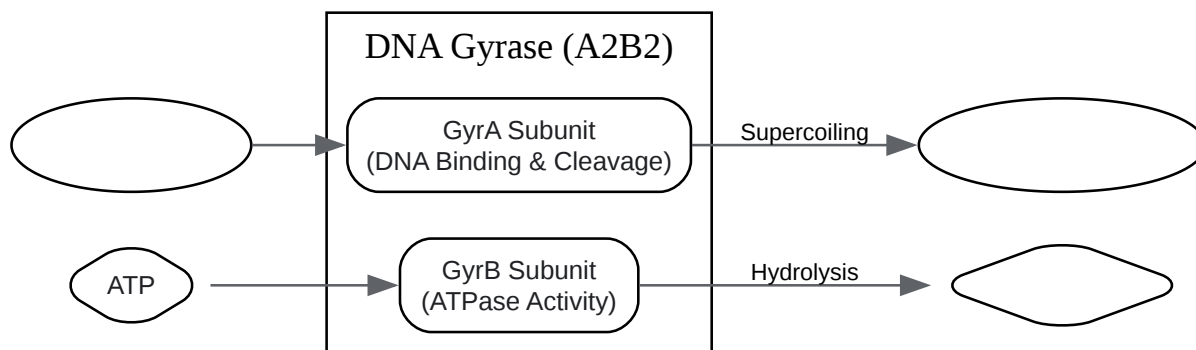 DNA Gyrase (A2B2)
GyrA Subunit
(DNA Binding & Cleavage)
Supercoiling
ATP
GyrB Subunit
(ATPase Activity)
Hydrolysis